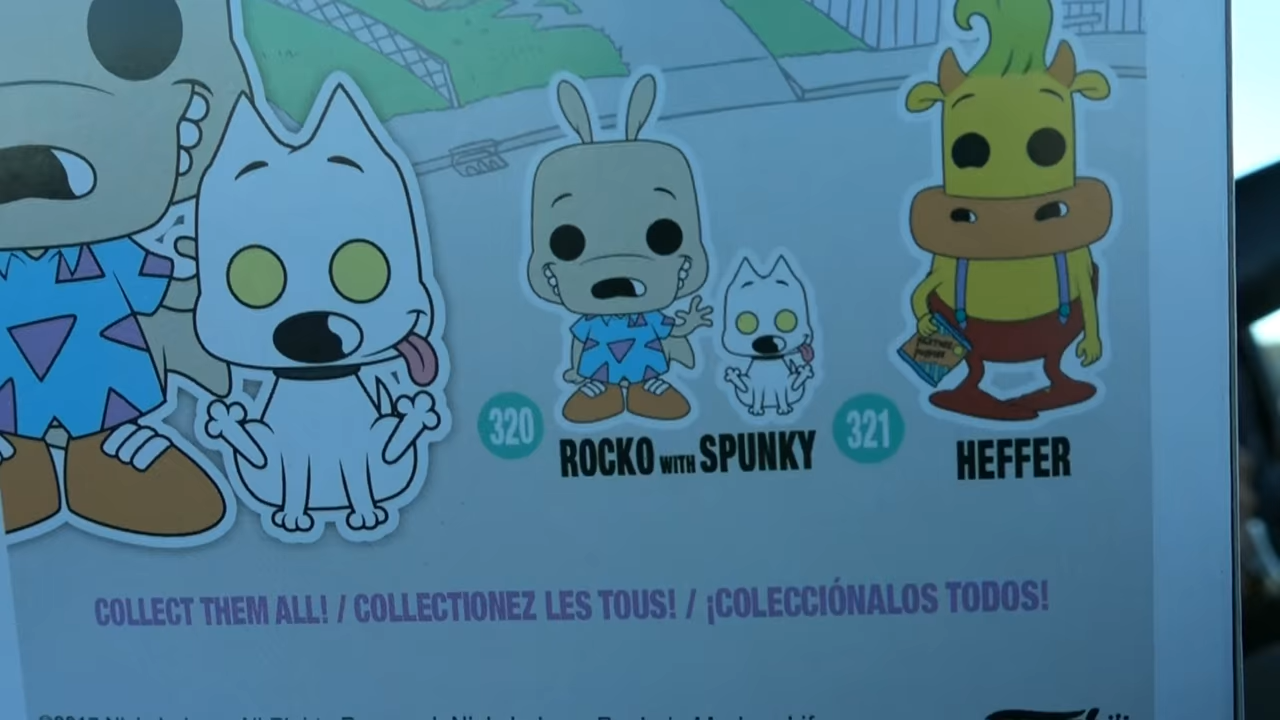 320
ROCKO WITH SPUNKY
321
HEFFER
COLLECT THEM ALL! / COLLECTIONEZ LES TOUS! / ¡COLECCIÓNALOS TODOS!